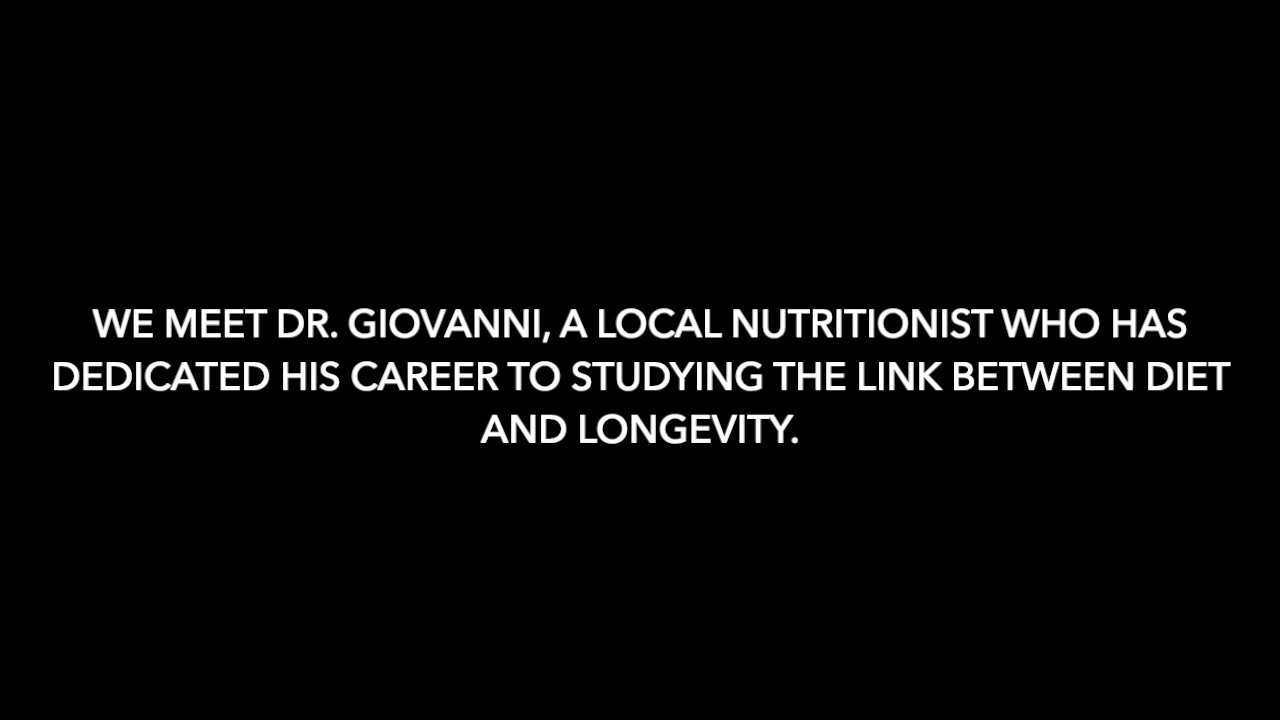 WE MEET DR. GIOVANNI, A LOCAL NUTRITIONIST WHO HAS
DEDICATED HIS CAREER TO STUDYING THE LINK BETWEEN DIET
AND LONGEVITY.